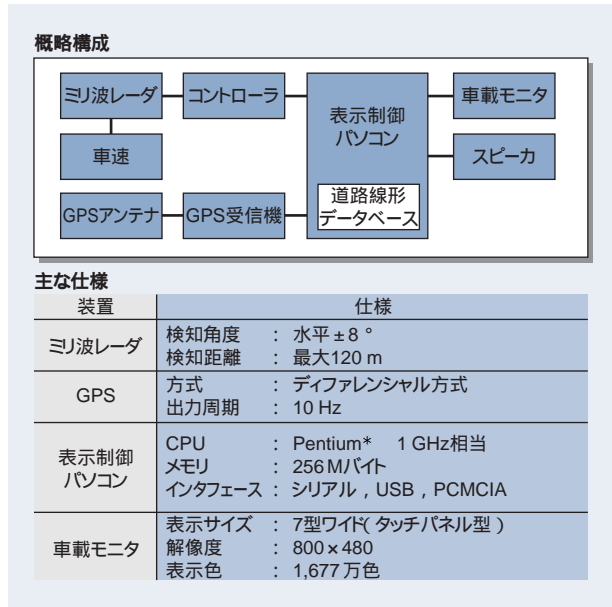 概略構成
ミリ波レーダ
コントローラ
表示制御
パソコン
車載モニタ
車速
スピーカ
GPSアンテナ
GPS受信機
道路線形
データベース
主な仕様
装置 仕様
ミリ波レーダ
検知角度 : 水平±8 °
検知距離 : 最大120 m
GPS
方式 : ディファレンシャル方式
出力周期 : 10 Hz
表示制御
パソコン
CPU : Pentium* 1 GHz相当
メモリ : 256 Mバイト
インタフェース : シリアル , USB , PCMCIA
車載モニタ
表示サイズ : 7型ワイド( タッチパネル型 )
解像度 : 800×480
表示色 : 1,677 万色